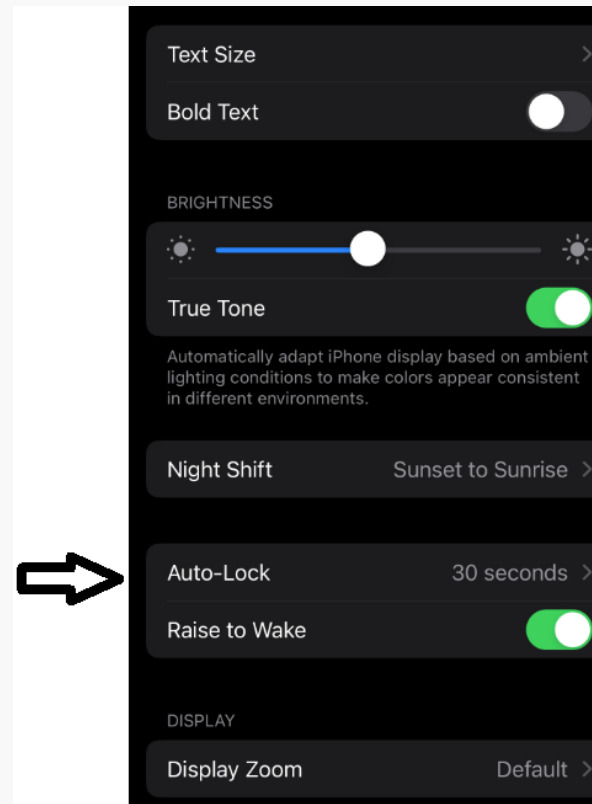 Text Size
Bold Text
BRIGHTNESS
True Tone
Automatically adapt iPhone display based on ambient
lighting conditions to make colors appear consistent
in different environments.
Night Shift Sunset to Sunrise
Auto-Lock 30 seconds
Raise to Wake
DISPLAY
Display Zoom Default